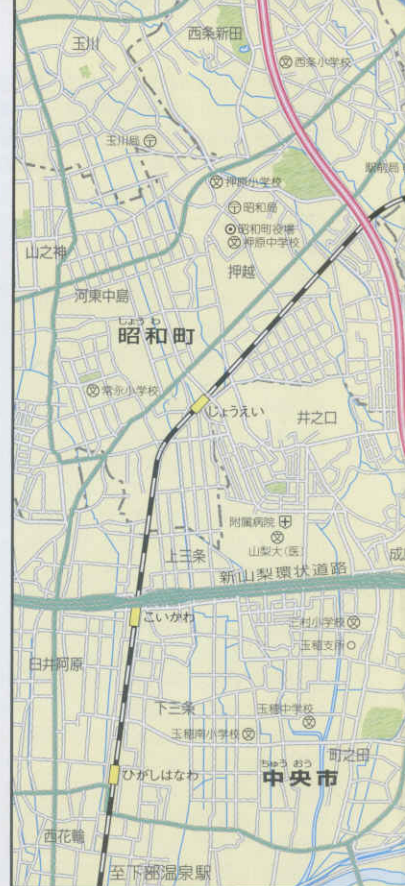 玉川
西条新田
西条小学校
玉川局
押原小学校
駅前局
昭和局
昭和町役場
押原中学校
山之神
押越
河東中島
しょうわ
昭和町
常永小学校
じょうえい
井之口
附属病院
山梨大(医)
上三条
成
新山梨環状道路
こいかわ
三村小学校
玉穂支所
臼井阿原
下三条
玉穂中学校
玉穂南小学校
町之田
ちゅうおう
中央市
ひがしはなわ
西花輪
至下部温泉駅